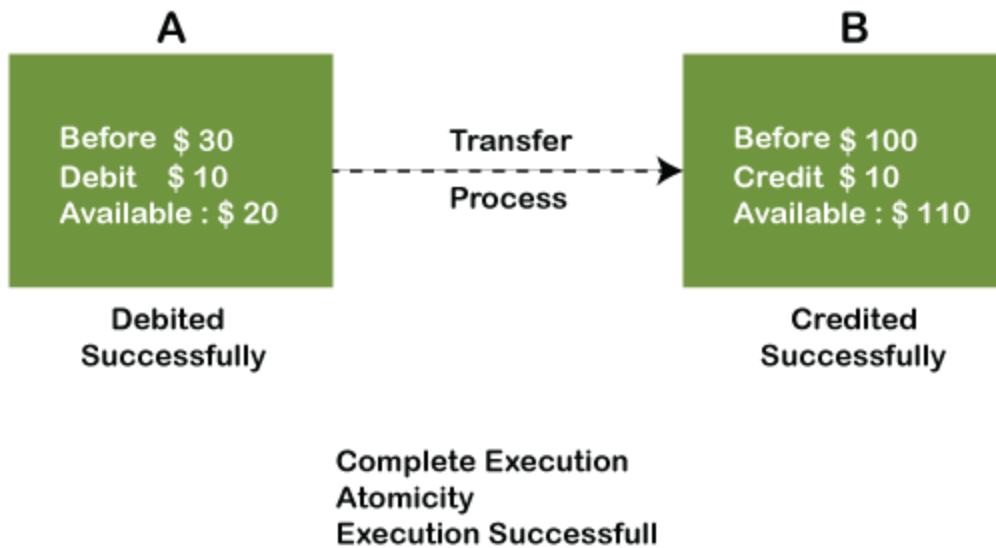 A
B
Before $ 30
Debit $ 10
Available : $ 20
Transfer
Process
Before $ 100
Credit $ 10
Available : $ 110
Debited
Successfully
Credited
Successfully
Complete Execution
Atomicity
Execution Successfull